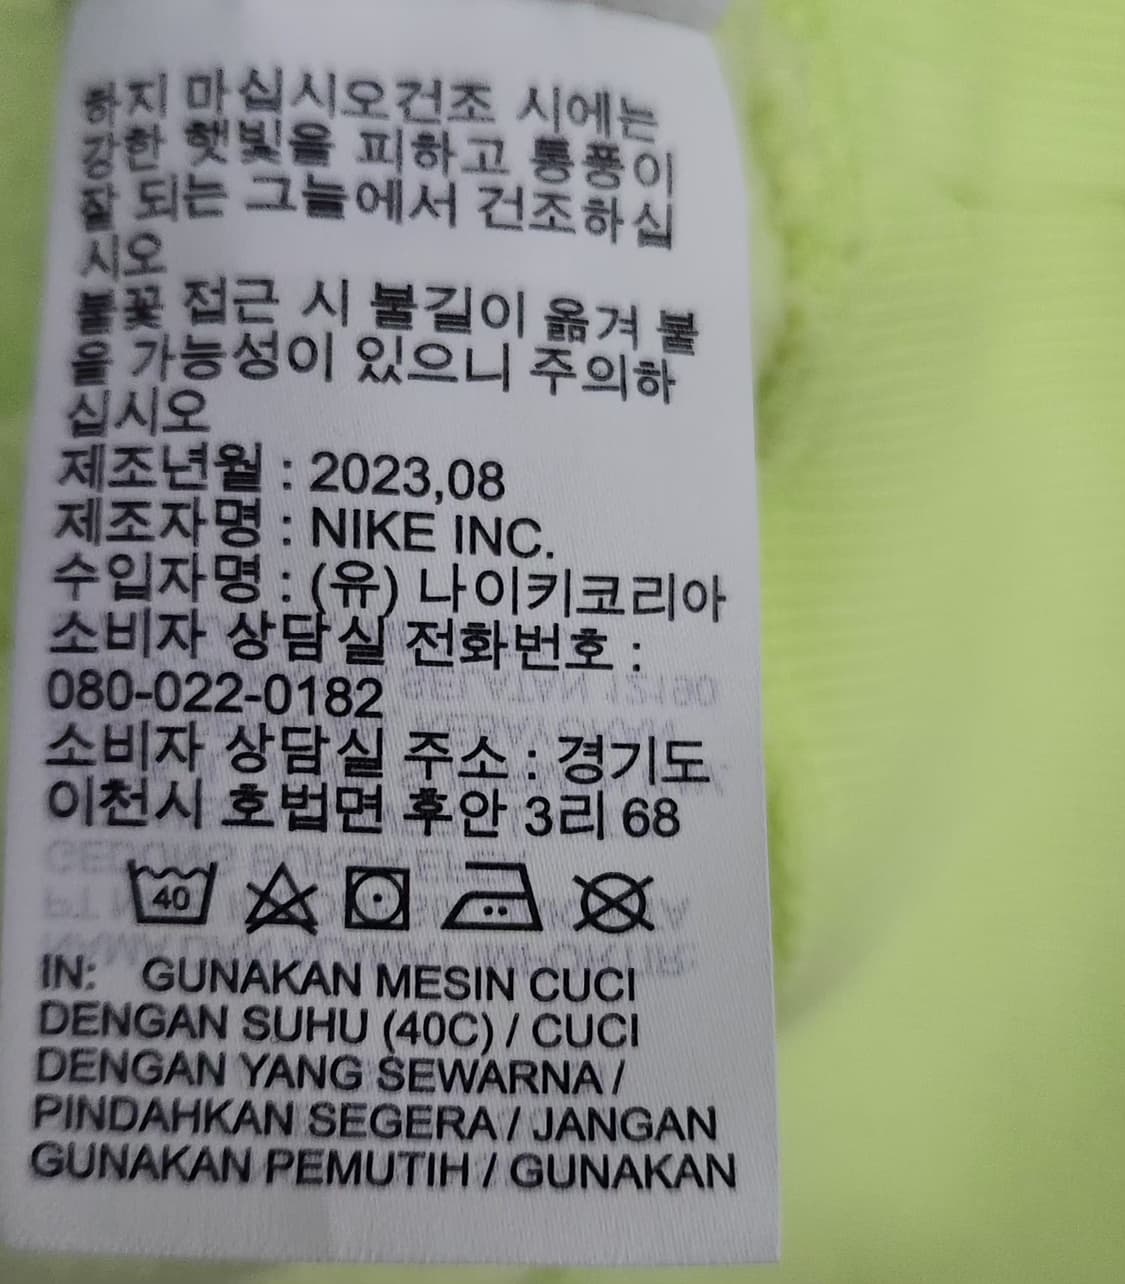 하지 마십시오건조 시에는
강한 햇빛을 피하고 통풍이
잘 되는 그늘에서 건조하십
시오
불꽃 접근 시 불길이 옮겨 붙
을 가능성이 있으니 주의하
십시오
제조년월 : 2023,08
제조자명 : NIKE INC.
수입자명 : (유) 나이키코리아
소비자 상담실 전화번호 :
080-022-0182
소비자 상담실 주소 : 경기도
이천시 호법면 후안 3리 68
40
IN: GUNAKAN MESIN CUCI
DENGAN SUHU (40C) / CUCI
DENGAN YANG SEWARNA /
PINDAHKAN SEGERA / JANGAN
GUNAKAN PEMUTIH / GUNAKAN